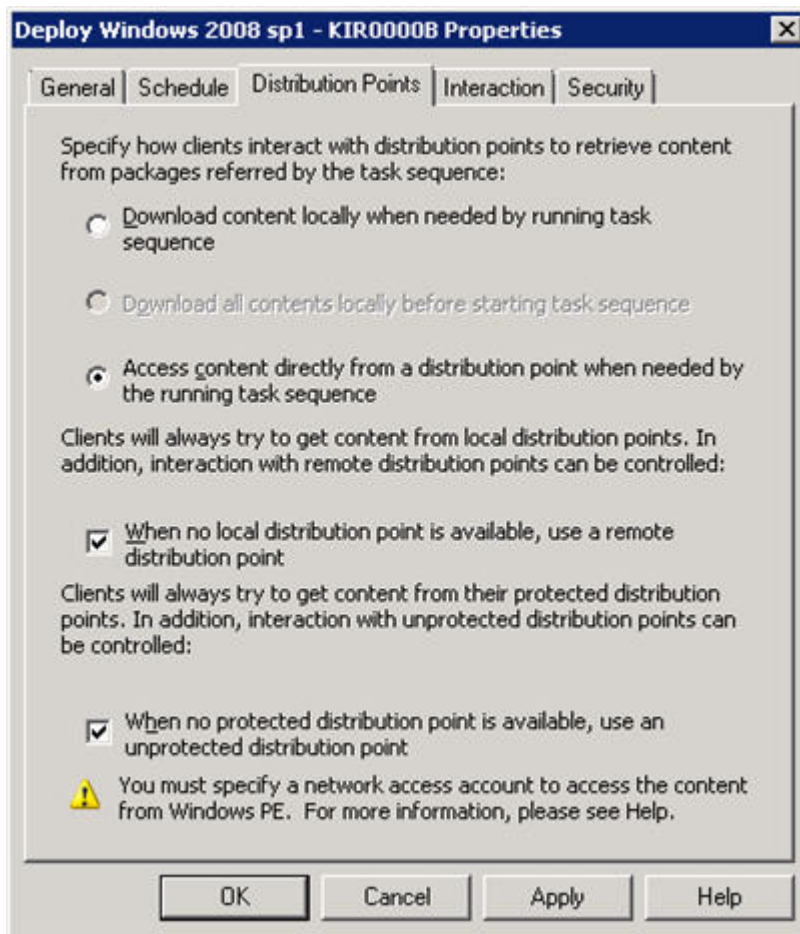 Deploy Windows 2008 sp1 - KIR0000B Properties
General Schedule Distribution Points Interaction Security
Specify how clients interact with distribution points to retrieve content
from packages referred by the task sequence:
Download content locally when needed by running task
sequence
Download all contents locally before starting task sequence
Access content directly from a distribution point when needed by
the running task sequence
Clients will always try to get content from local distribution points. In
addition, interaction with remote distribution points can be controlled:
When no local distribution point is available, use a remote
distribution point
Clients will always try to get content from their protected distribution
points. In addition, interaction with unprotected distribution points can
be controlled:
When no protected distribution point is available, use an
unprotected distribution point
You must specify a network access account to access the content
from Windows PE. For more information, please see Help.
OK Cancel Apply Help